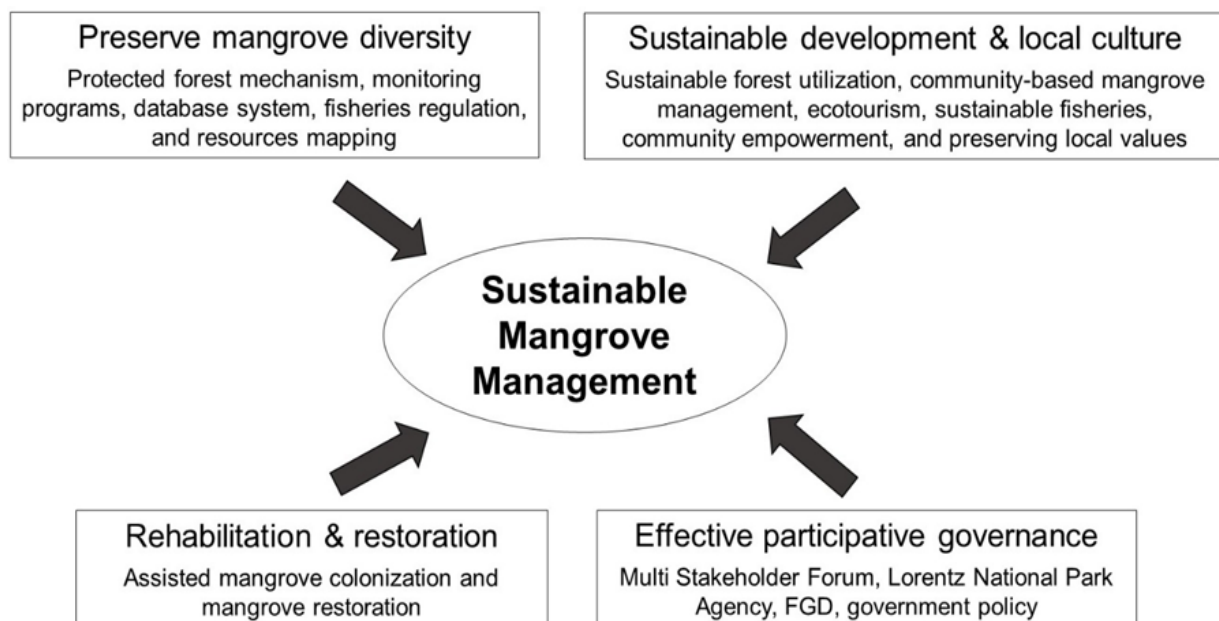 Preserve mangrove diversity
Protected forest mechanism, monitoring
programs, database system, fisheries regulation,
and resources mapping
Sustainable development & local culture
Sustainable forest utilization, community-based mangrove
management, ecotourism, sustainable fisheries,
community empowerment, and preserving local values
Sustainable
Mangrove
Management
Rehabilitation & restoration
Assisted mangrove colonization and
mangrove restoration
Effective participative governance
Multi Stakeholder Forum, Lorentz National Park
Agency, FGD, government policy